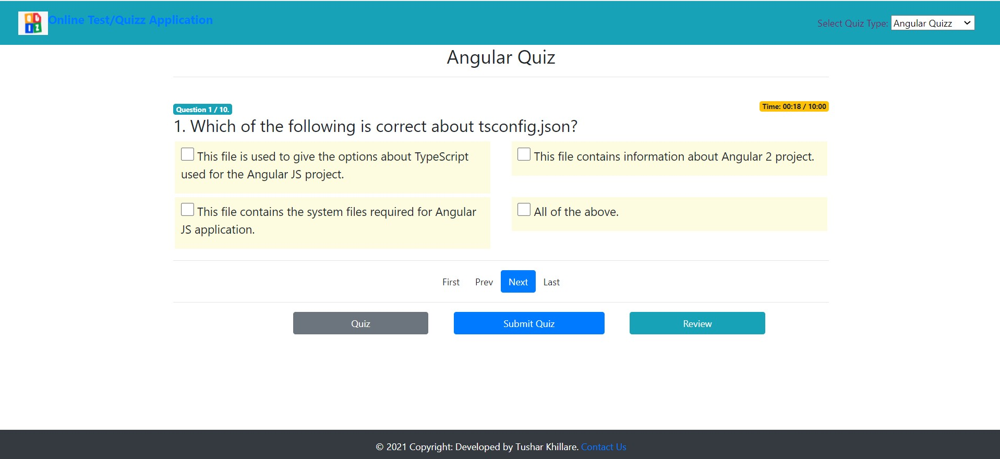 QUIZ
Online Test/Quizz Application
Select Quiz Type: Angular Quizz
Angular Quiz
Question 1 / 10.
Time: 00:18 / 10:00
1. Which of the following is correct about tsconfig.json?
This file is used to give the options about TypeScript
used for the Angular JS project.
This file contains information about Angular 2 project.
This file contains the system files required for Angular
JS application.
All of the above.
First Prev Next Last
Quiz Submit Quiz Review
© 2021 Copyright: Developed by Tushar Khillare. Contact Us